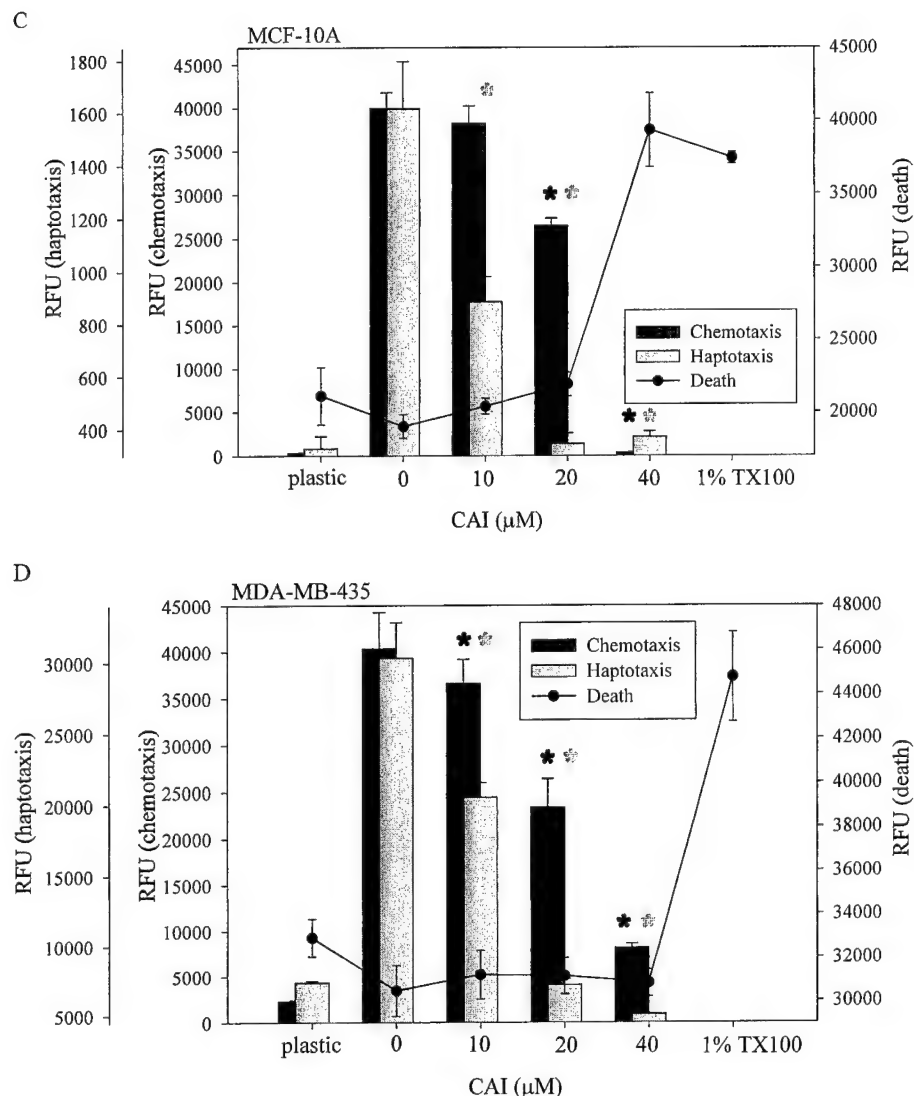 C
MCF-10A
1800
1600
1400
1200
1000
800
600
400
RFU (haptotaxis)
45000
40000
35000
30000
25000
20000
15000
10000
5000
0
RFU (chemotaxis)
45000
40000
35000
30000
25000
20000
RFU (death)
* *
* *
*
*
Chemotaxis
Haptotaxis
Death
plastic 0 10 20 40 1% TX100
CAI (μM)
D
MDA-MB-435
30000
25000
20000
15000
10000
5000
RFU (haptotaxis)
45000
40000
35000
30000
25000
20000
15000
10000
5000
0
RFU (chemotaxis)
48000
46000
44000
42000
40000
38000
36000
34000
32000
30000
RFU (death)
* *
* *
* *
Chemotaxis
Haptotaxis
Death
plastic 0 10 20 40 1% TX100
CAI (μM)